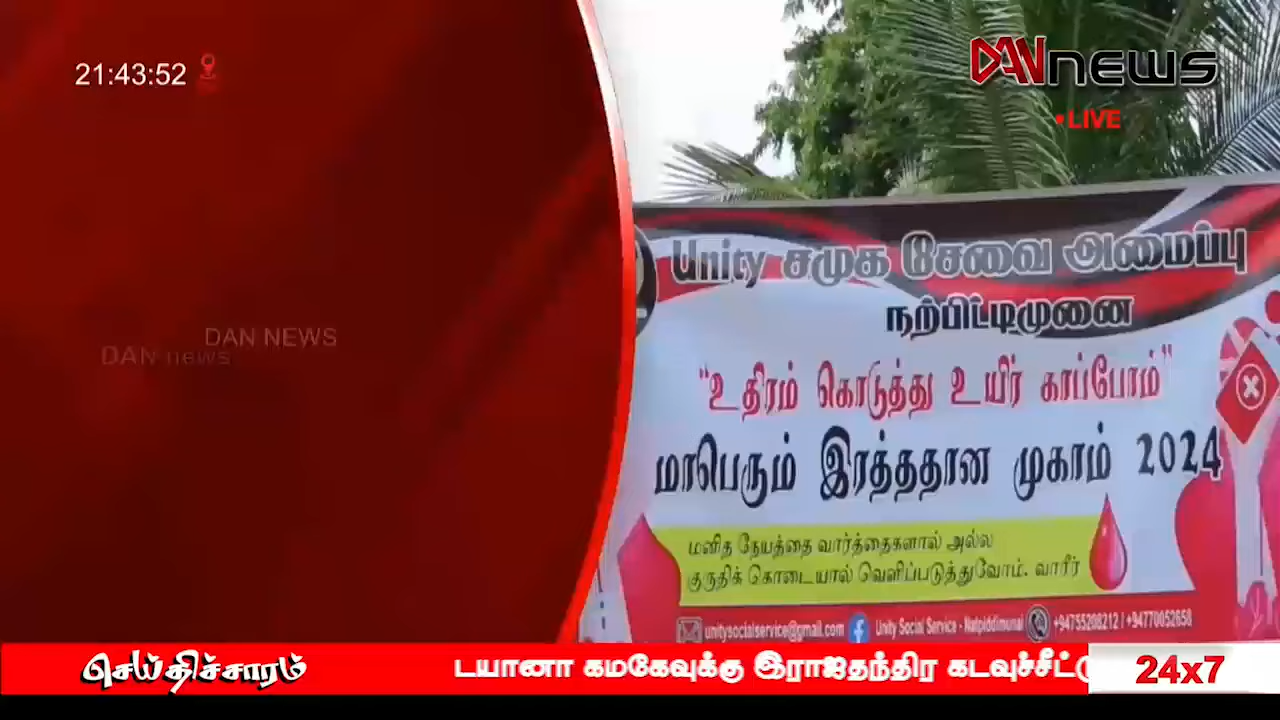 21:43:52
DAN news
LIVE
DAN NEWS
DAN news
Unity சமூக சேவை அமைப்பு
நற்பிட்டிமுனை
"உதிரம் கொடுத்து உயிர் காப்போம்"
மாபெரும் இரத்ததான முகாம் 2024
மனித நேயத்தை வார்த்தைகளால் அல்ல
குருதிக் கொடையால் வெளிப்படுத்துவோம். வாரீர்
unitysocialservice@gmail.com Unity Social Service - Natpiddimunai +94755208212 | +94770052658
செய்திச்சாரம் டயானா கமகேவுக்கு இராஜதந்திர கடவுச்சீட்டு 24x7